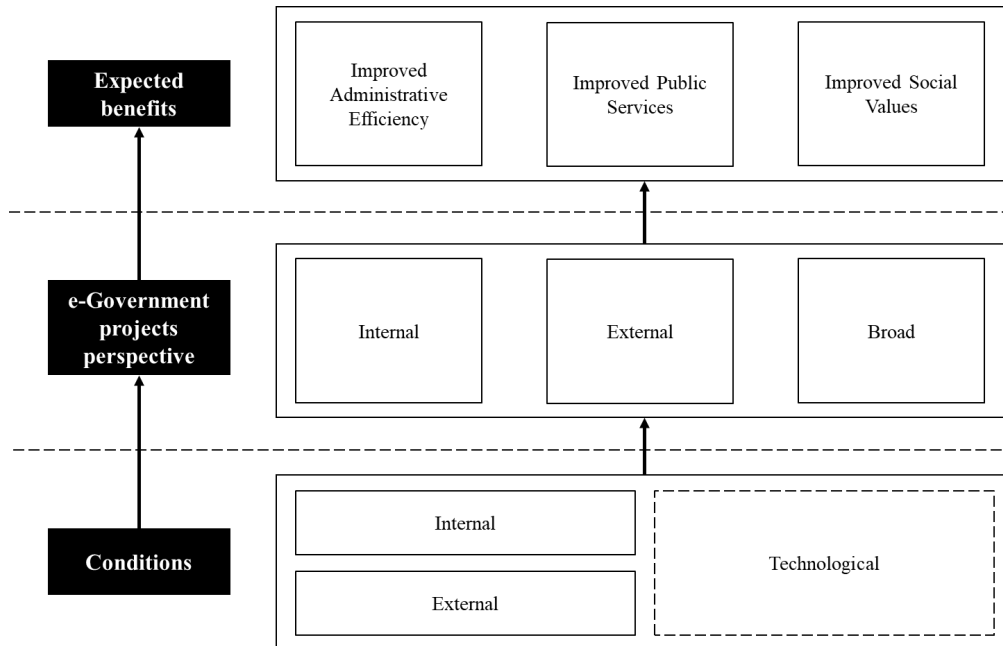 Expected
benefits
Improved
Administrative
Efficiency
Improved Public
Services
Improved Social
Values
e-Government
projects
perspective
Internal
External
Broad
Conditions
Internal
External
Technological